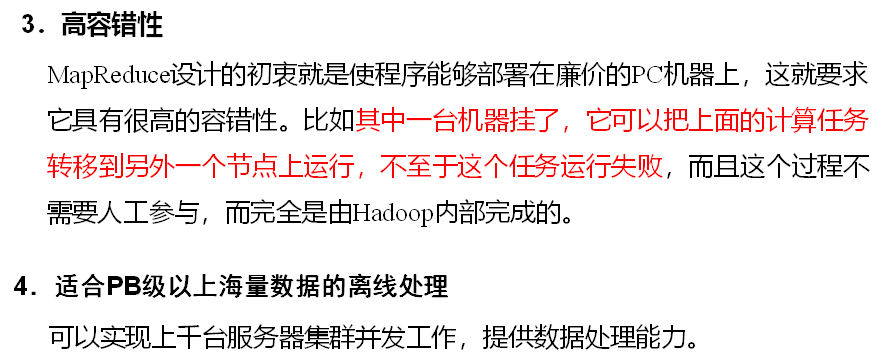 3．高容错性
MapReduce设计的初衷就是使程序能够部署在廉价的PC机器上，这就要求
它具有很高的容错性。比如其中一台机器挂了，它可以把上面的计算任务
转移到另外一个节点上运行，不至于这个任务运行失败，而且这个过程不
需要人工参与，而完全是由Hadoop内部完成的。
4．适合PB级以上海量数据的离线处理
可以实现上千台服务器集群并发工作，提供数据处理能力。